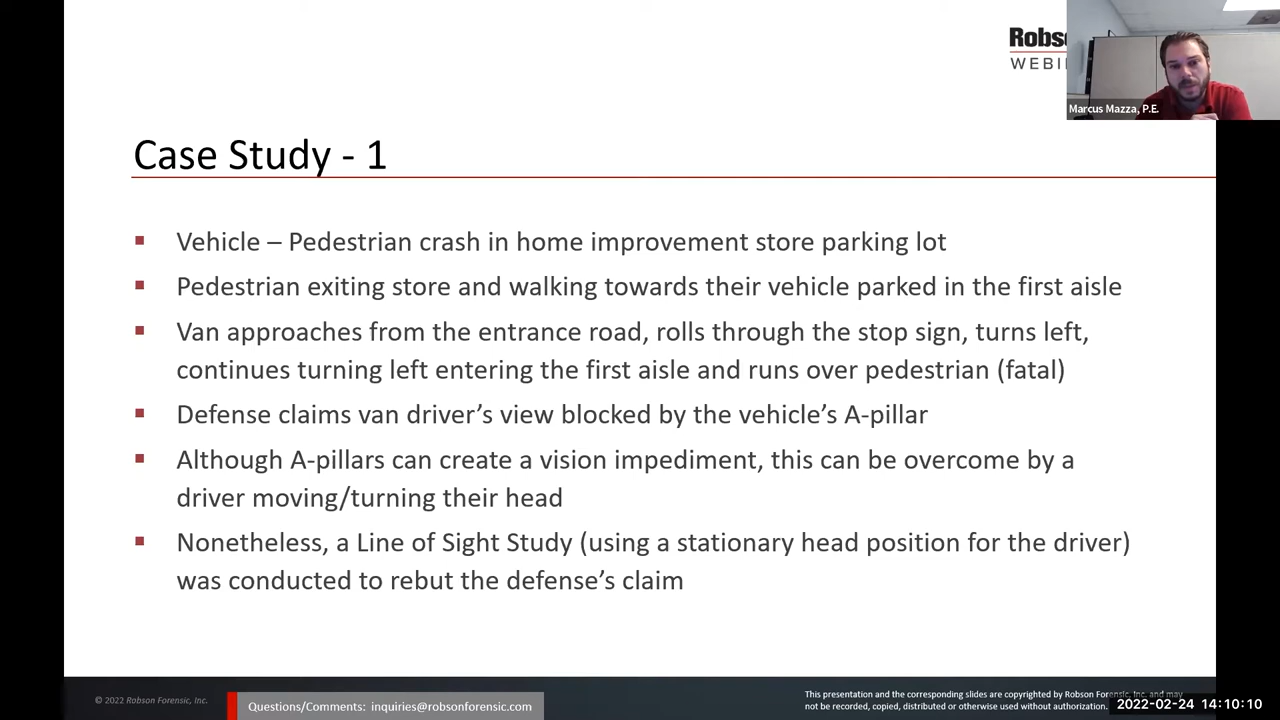 Robs
WEBI
Marcus Mazza, P.E.
Case Study - 1
▪ Vehicle – Pedestrian crash in home improvement store parking lot
▪ Pedestrian exiting store and walking towards their vehicle parked in the first aisle
▪ Van approaches from the entrance road, rolls through the stop sign, turns left,
continues turning left entering the first aisle and runs over pedestrian (fatal)
▪ Defense claims van driver’s view blocked by the vehicle’s A-pillar
▪ Although A-pillars can create a vision impediment, this can be overcome by a
driver moving/turning their head
▪ Nonetheless, a Line of Sight Study (using a stationary head position for the driver)
was conducted to rebut the defense’s claim
© 2022 Robson Forensic, Inc.
Questions/Comments: inquiries@robsonforensic.com
This presentation and the corresponding slides are copyrighted by Robson Forensic, Inc. and may
not be recorded, copied, distributed or otherwise used without authorization.
2022-02-24 14:10:10